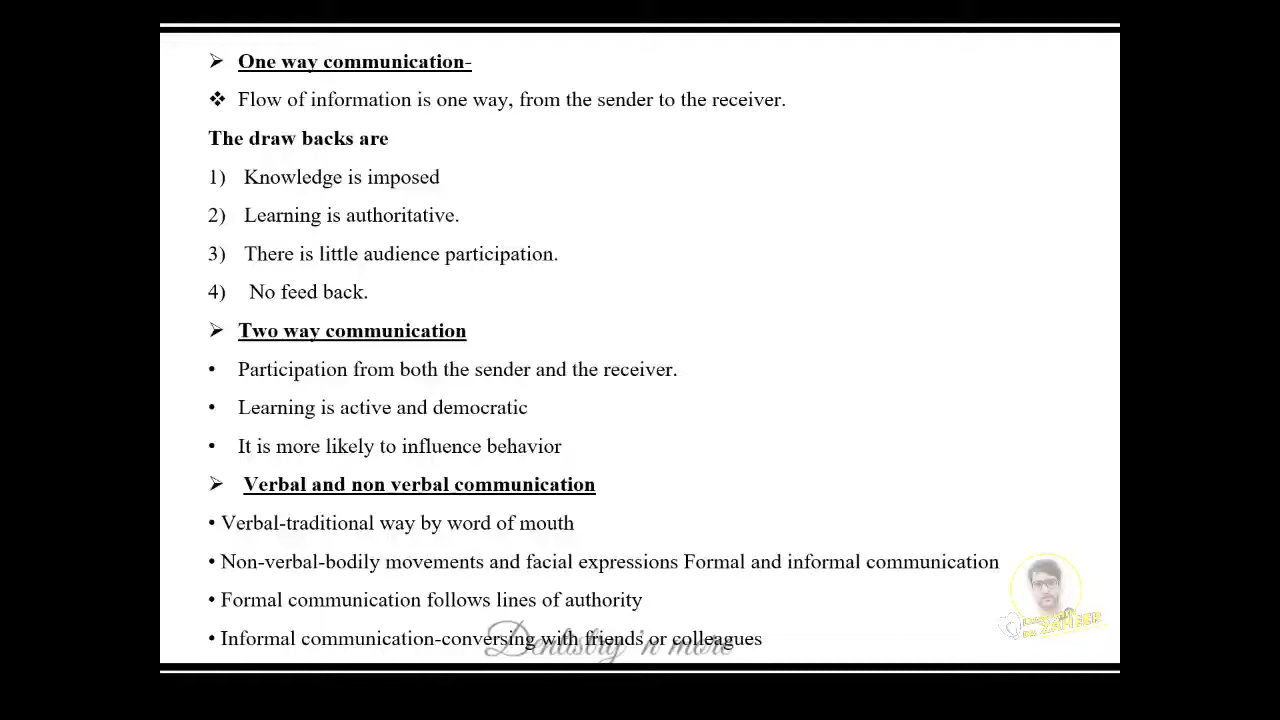 ➢ One way communication-
❖ Flow of information is one way, from the sender to the receiver.
The draw backs are
1) Knowledge is imposed
2) Learning is authoritative.
3) There is little audience participation.
4) No feed back.
➢ Two way communication
• Participation from both the sender and the receiver.
• Learning is active and democratic
• It is more likely to influence behavior
➢ Verbal and non verbal communication
• Verbal-traditional way by word of mouth
• Non-verbal-bodily movements and facial expressions Formal and informal communication
• Formal communication follows lines of authority
• Informal communication-conversing with friends or colleagues
Dentistry 'n more